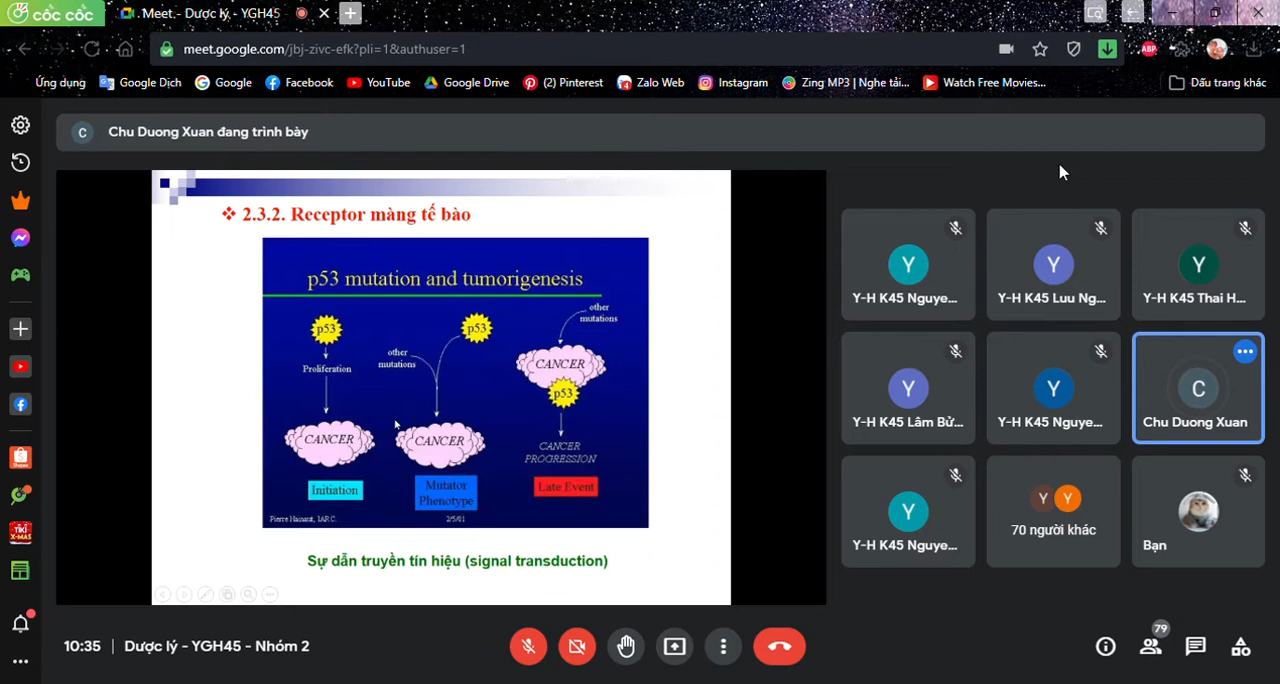 cốc cốc
Meet - Dược lý - YGH45
meet.google.com/jbj-zivc-efk?pli=1&authuser=1
ABP
Ứng dụng
Google Dịch
Google
Facebook
YouTube
Google Drive
(2) Pinterest
Zalo Web
Instagram
Zing MP3 | Nghe tải...
Watch Free Movies...
Dấu trang khác
C
Chu Duong Xuan đang trình bày
❖ 2.3.2. Receptor màng tế bào
p53 mutation and tumorigenesis
p53
Proliferation
CANCER
Initiation
other
mutations
p53
CANCER
Mutator
Phenotype
other
mutations
CANCER
p53
CANCER
PROGRESSION
Late Event
Pierre Hainaut, IARC.
2/5/01
Sự dẫn truyền tín hiệu (signal transduction)
Y
Y-H K45 Nguye...
Y
Y-H K45 Luu Ng...
Y
Y-H K45 Thai H...
Y
Y-H K45 Lâm Bử...
Y
Y-H K45 Nguye...
C
Chu Duong Xuan
Y
Y-H K45 Nguye...
Y Y
70 người khác
Bạn
Shopee
TIKI
X-MAS
10:35 | Dược lý - YGH45 - Nhóm 2
79